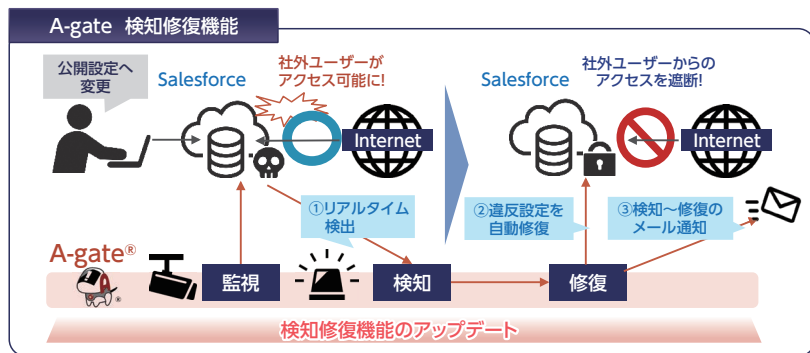 A-gate 検知修復機能
公開設定へ
変更
Salesforce
社外ユーザーが
アクセス可能に!
Internet
Salesforce
社外ユーザーからの
アクセスを遮断!
Internet
①リアルタイム
検出
②違反設定を
自動修復
③検知～修復の
メール通知
A-gate®
®
監視
検知
修復
検知修復機能のアップデート